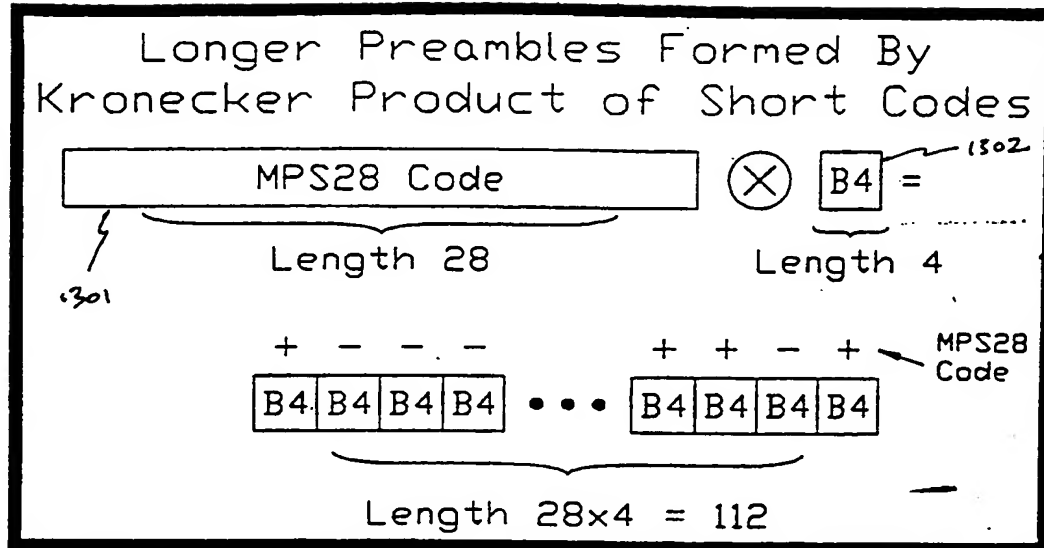 Longer Preambles Formed By
Kronecker Product of Short Codes
MPS28 Code ⊗ B4 =
1302
Length 28 Length 4
1301
+ - - - + + - + MPS28
Code
B4 B4 B4 B4 ••• B4 B4 B4 B4
Length 28x4 = 112